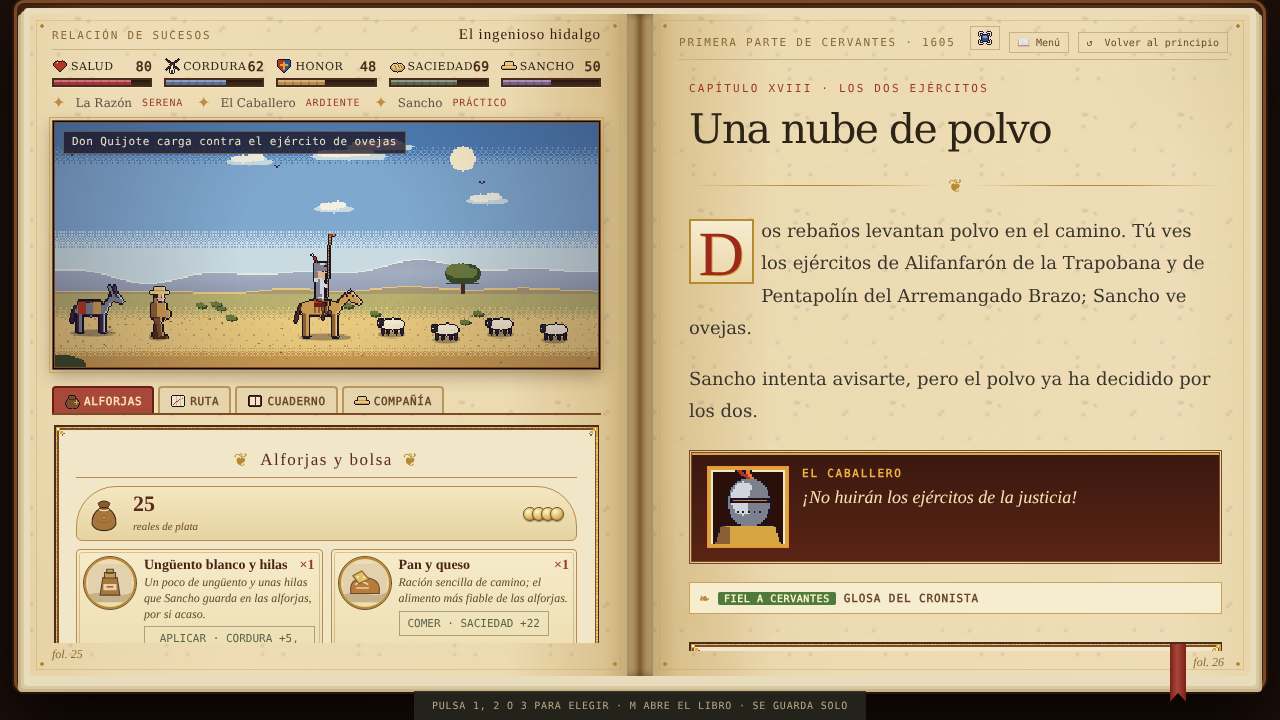 RELACIÓN DE SUCESOS
El ingenioso hidalgo
SALUD 80
CORDURA 62
HONOR 48
SACIEDAD 69
SANCHO 50
La Razón SERENA
El Caballero ARDIENTE
Sancho PRÁCTICO
Don Quijote carga contra el ejército de ovejas
ALFORJAS
RUTA
CUADERNO
COMPAÑÍA
Alforjas y bolsa
25
reales de plata
Ungüento blanco y hilas ×1
Un poco de ungüento y unas hilas
que Sancho guarda en las alforjas,
por si acaso.
APLICAR · CORDURA +5,
Pan y queso ×1
Ración sencilla de camino; el
alimento más fiable de las alforjas.
COMER · SACIEDAD +22
fol. 25
PRIMERA PARTE DE CERVANTES · 1605
Menú
Volver al principio
CAPÍTULO XVIII · LOS DOS EJÉRCITOS
Una nube de polvo
Dos rebaños levantan polvo en el camino. Tú ves
los ejércitos de Alifanfarón de la Trapobana y de
Pentapolín del Arremangado Brazo; Sancho ve
ovejas.
Sancho intenta avisarte, pero el polvo ya ha decidido por
los dos.
EL CABALLERO
¡No huirán los ejércitos de la justicia!
FIEL A CERVANTES GLOSA DEL CRONISTA
fol. 26
PULSA 1, 2 O 3 PARA ELEGIR · M ABRE EL LIBRO · SE GUARDA SOLO